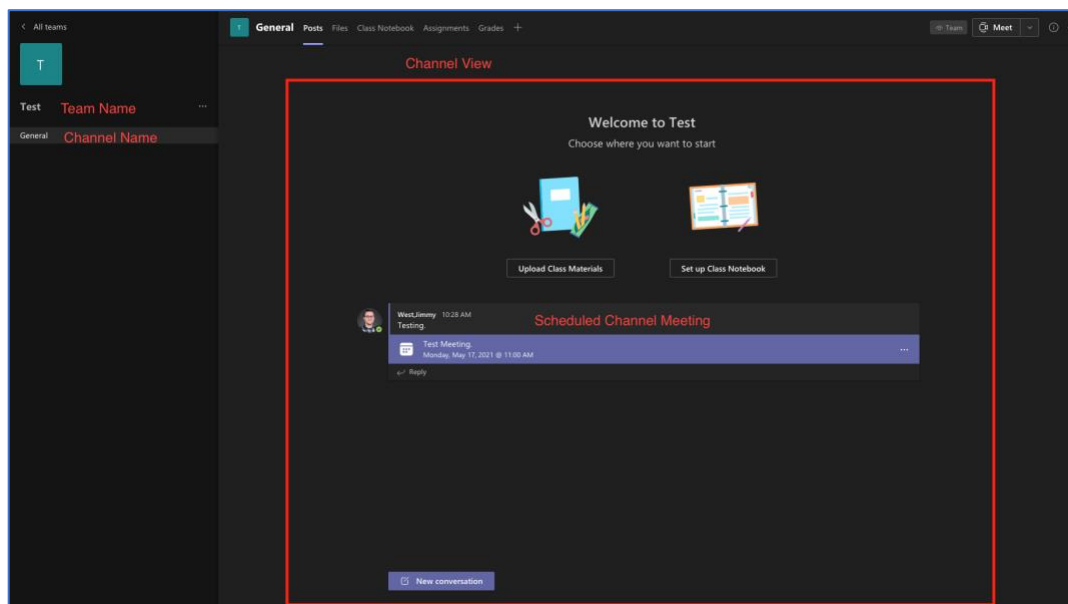 < All teams
T
Test Team Name ...
General Channel Name
T General Posts Files Class Notebook Assignments Grades +
Team Meet
Channel View
Welcome to Test
Choose where you want to start
Upload Class Materials Set up Class Notebook
West,Jimmy 10:28 AM
Testing.
Scheduled Channel Meeting
Test Meeting.
Monday, May 17, 2021 @ 11:00 AM
...
Reply
New conversation